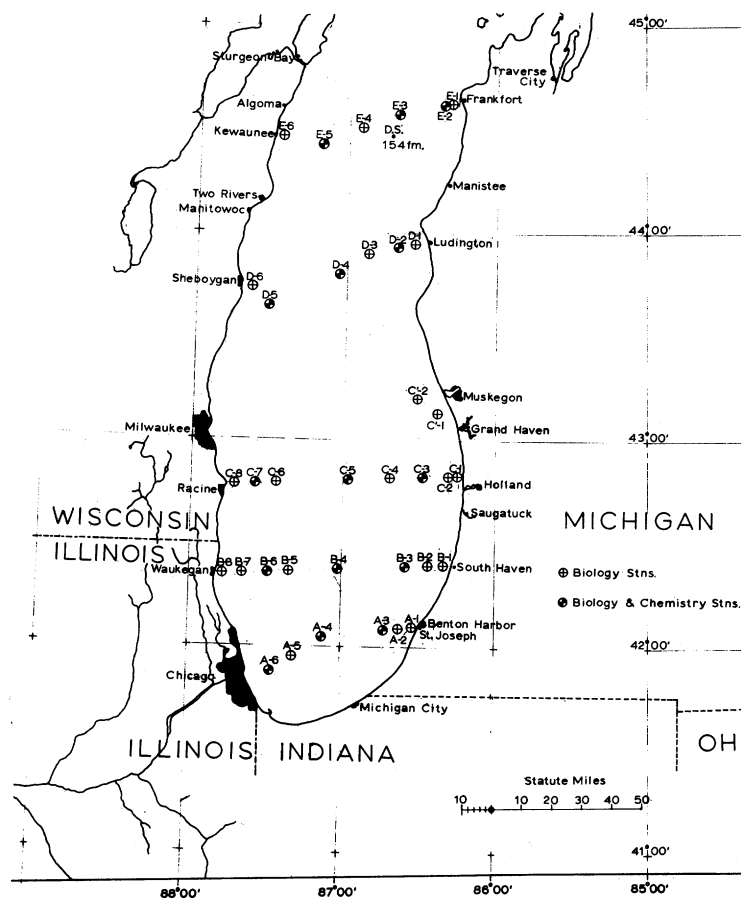 45°00'
Sturgeon Bay
Traverse
City
Algoma
E-1
Frankfort
E-2
E-3
E-4
D.S.
154 fm.
E-6
Kewaunee
E-5
Manistee
Two Rivers
Manitowoc
44°00'
D-1
Ludington
D-2
D-3
D-4
Sheboygan
D-6
D-5
C'-2
Muskegon
C'-1
Grand Haven
Milwaukee
43°00'
C-8
C-7
C-6
C-5
C-4
C-3
C-1
C-2
Racine
Holland
Saugatuck
WISCONSIN
MICHIGAN
ILLINOIS
Waukegan
B-8
B-7
B-6
B-5
B-4
B-3
B-2
B-1
South Haven
Biology Stns.
Biology & Chemistry Stns.
A-4
A-3
A-1
A-2
Benton Harbor
St. Joseph
42°00'
A-5
A-6
Chicago
Michigan City
ILLINOIS
INDIANA
OH
Statute Miles
10 0 10 20 30 40 50
41°00'
88°00'
87°00'
86°00'
85°00'
84°